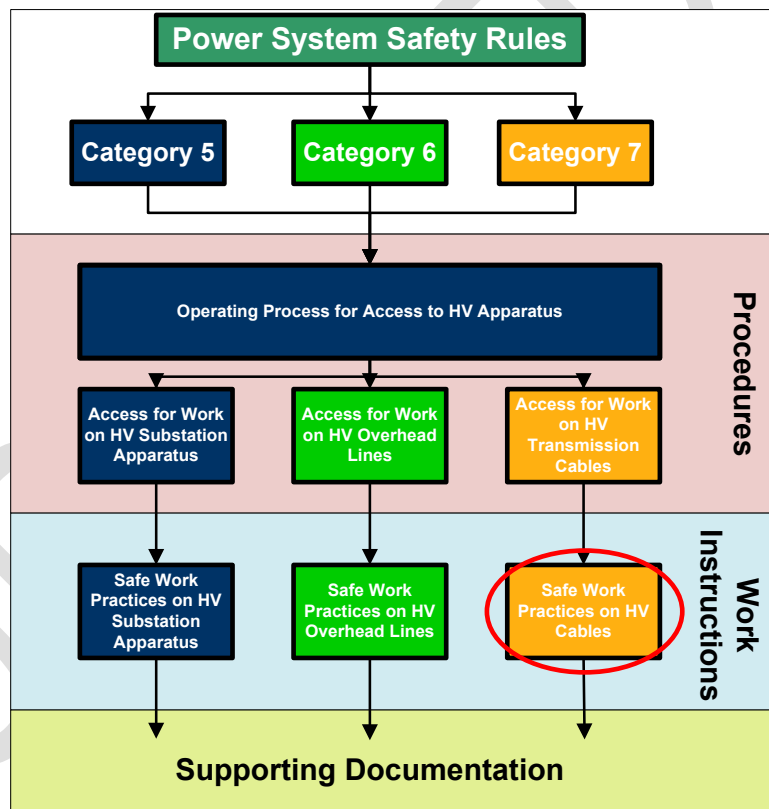 Power System Safety Rules
Category 5
Category 6
Category 7
Procedures
Operating Process for Access to HV Apparatus
Access for Work
on HV Substation
Apparatus
Access for Work
on HV Overhead
Lines
Access for Work
on HV
Transmission
Cables
Work
Instructions
Safe Work
Practices on HV
Substation
Apparatus
Safe Work
Practices on HV
Overhead Lines
Safe Work
Practices on HV
Cables
Supporting Documentation